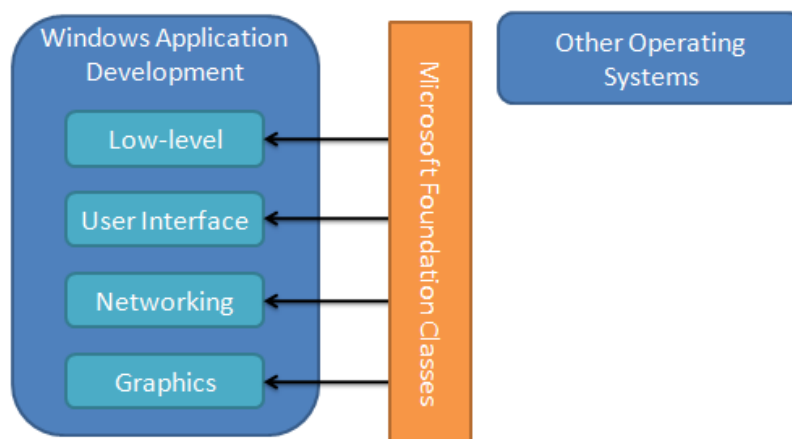 Windows Application
Development
Low-level
User Interface
Networking
Graphics
Microsoft Foundation Classes
Other Operating
Systems